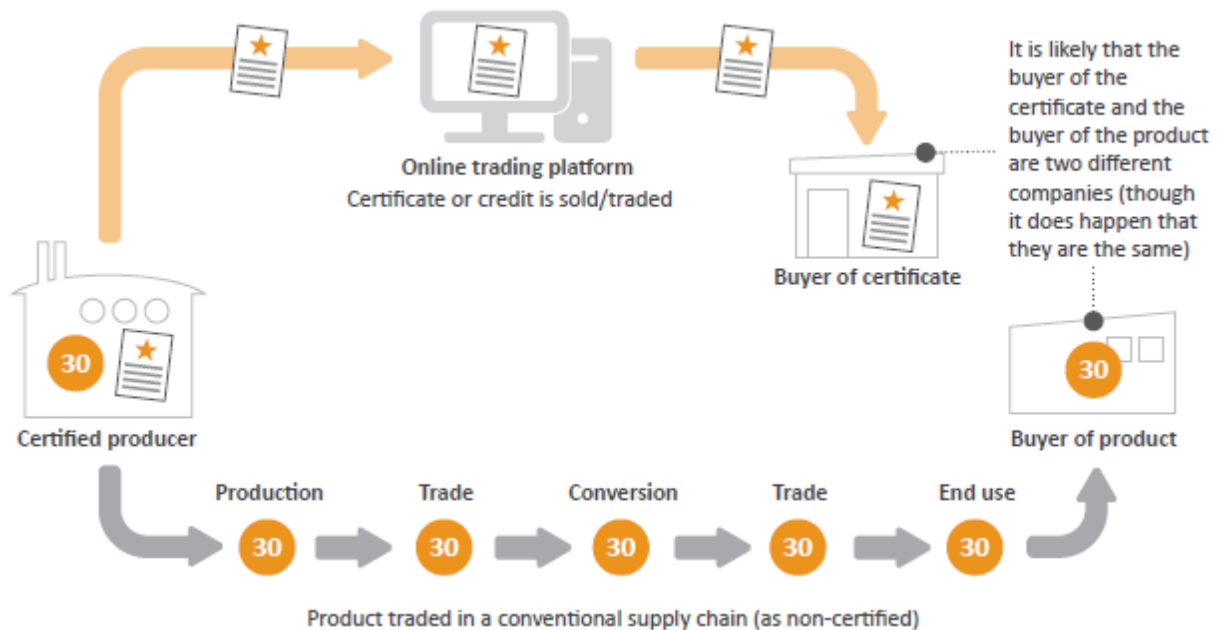 It is likely that the
buyer of the
certificate and the
buyer of the product
are two different
companies (though
it does happen that
they are the same)
Online trading platform
Certificate or credit is sold/traded
Buyer of certificate
30
Certified producer
30
Buyer of product
Production
Trade
Conversion
Trade
End use
30
30
30
30
30
Product traded in a conventional supply chain (as non-certified)